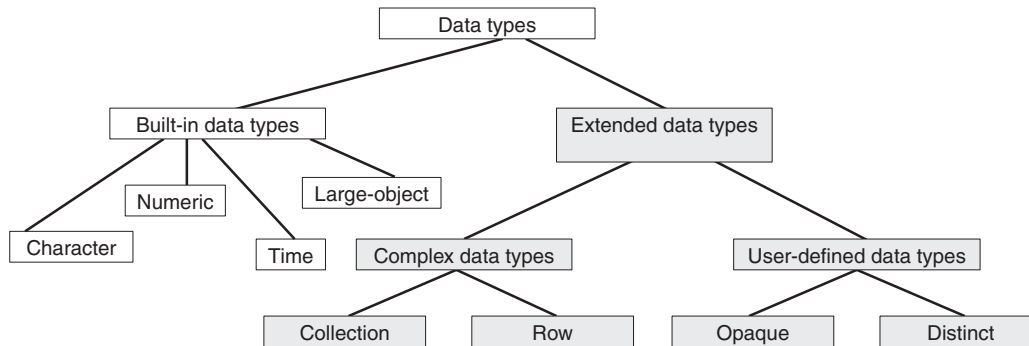 Data types
Built-in data types
Extended data types
Numeric
Large-object
Character
Time
Complex data types
User-defined data types
Collection
Row
Opaque
Distinct